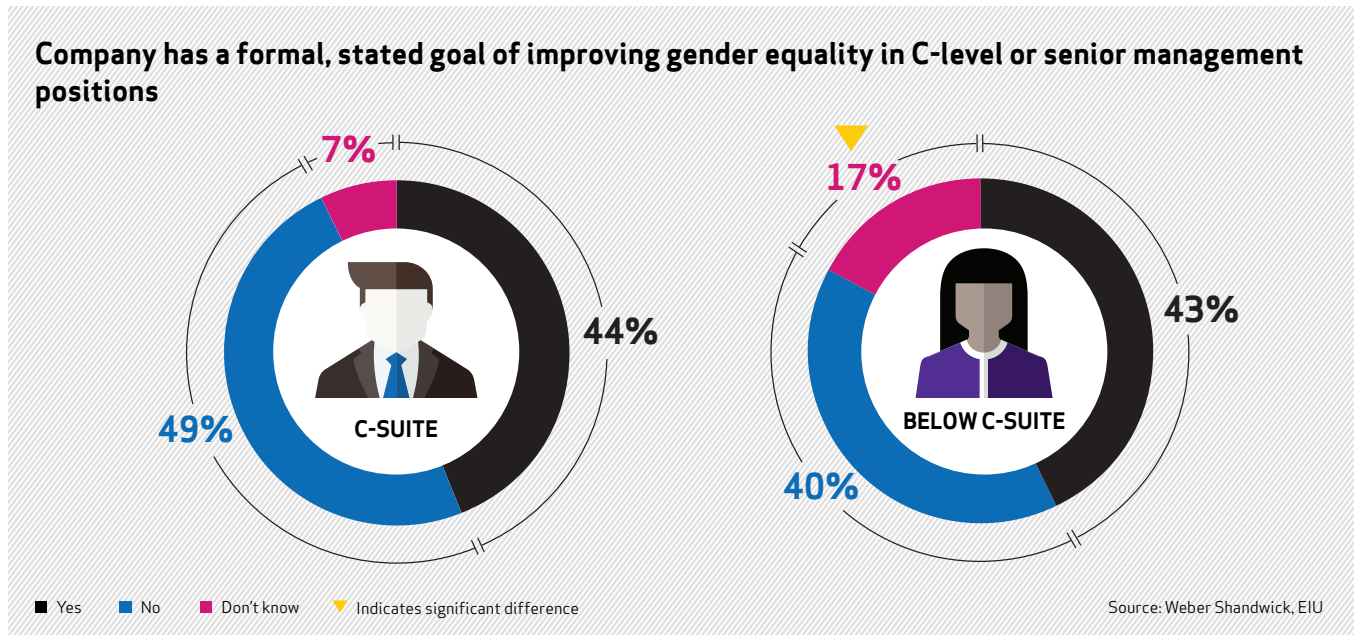 Company has a formal, stated goal of improving gender equality in C-level or senior management
positions
7%
44%
49%
C-SUITE
17%
43%
40%
BELOW C-SUITE
Yes
No
Don't know
Indicates significant difference
Source: Weber Shandwick, EIU